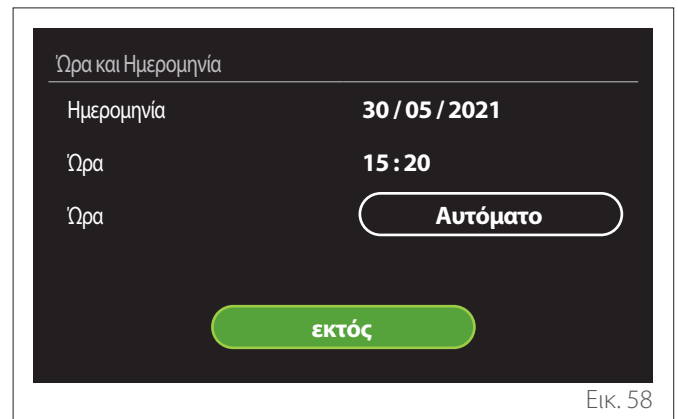 Ώρα και Ημερομηνία
Ημερομηνία 30 / 05 / 2021
Ώρα 15 : 20
Ώρα Αυτόματο
εκτός
Εικ. 58